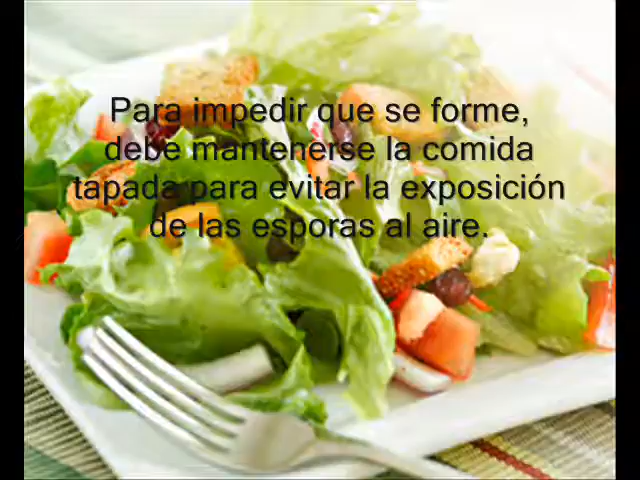 Para impedir que se forme,
debe mantenerse la comida
tapada para evitar la exposición
de las esporas al aire.